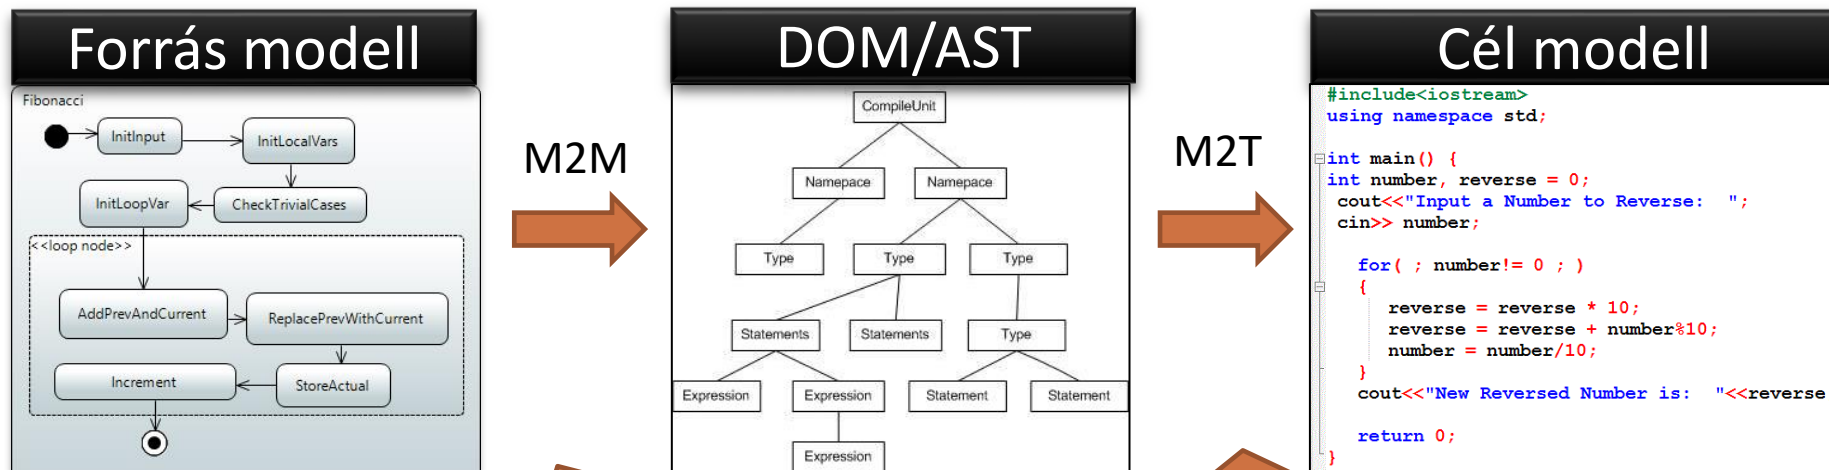 Forrás modell
Fibonacci
InitInput
InitLocalVars
InitLoopVar
CheckTrivialCases
<<loop node>>
AddPrevAndCurrent
ReplacePrevWithCurrent
Increment
StoreActual
M2M
DOM/AST
CompileUnit
Namepace
Namepace
Type
Type
Type
Statements
Statements
Type
Expression
Expression
Statement
Statement
Expression
M2T
Cél modell
#include<iostream>
using namespace std;
int main() {
int number, reverse = 0;
cout<<"Input a Number to Reverse:  ";
cin>> number;
for( ; number!= 0 ; )
{
reverse = reverse * 10;
reverse = reverse + number%10;
number = number/10;
}
cout<<"New Reversed Number is:  "<<reverse
return 0;
}